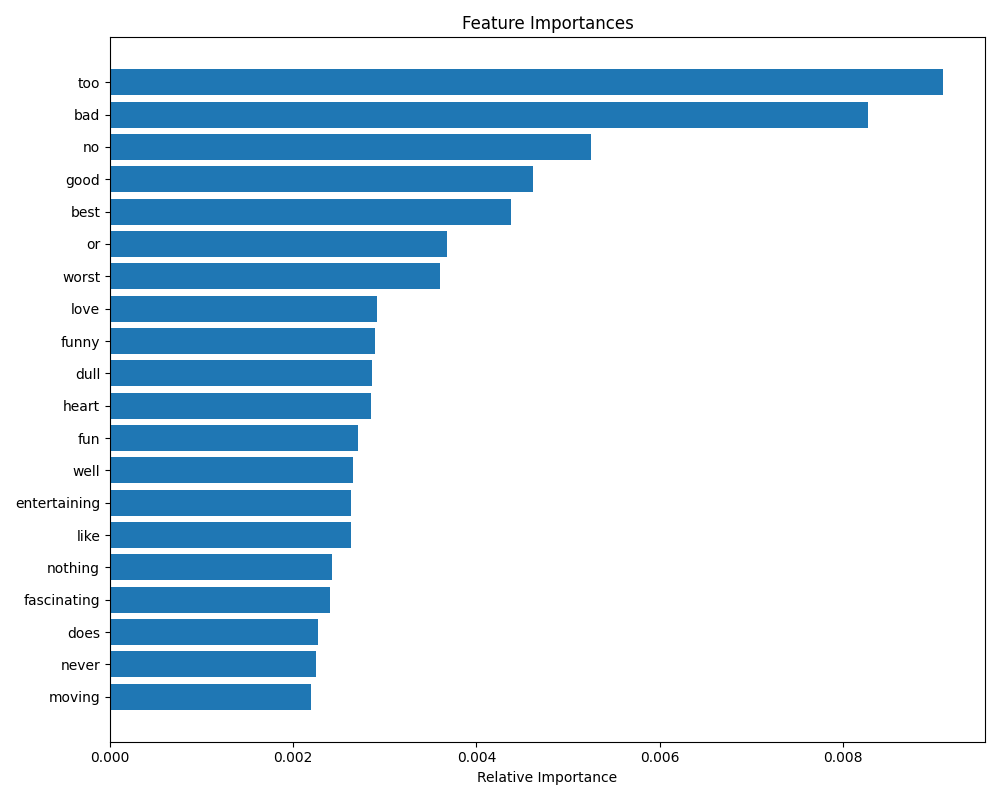 Feature Importances
too
bad
no
good
best
or
worst
love
funny
dull
heart
fun
well
entertaining
like
nothing
fascinating
does
never
moving
0.000 0.002 0.004 0.006 0.008
Relative Importance